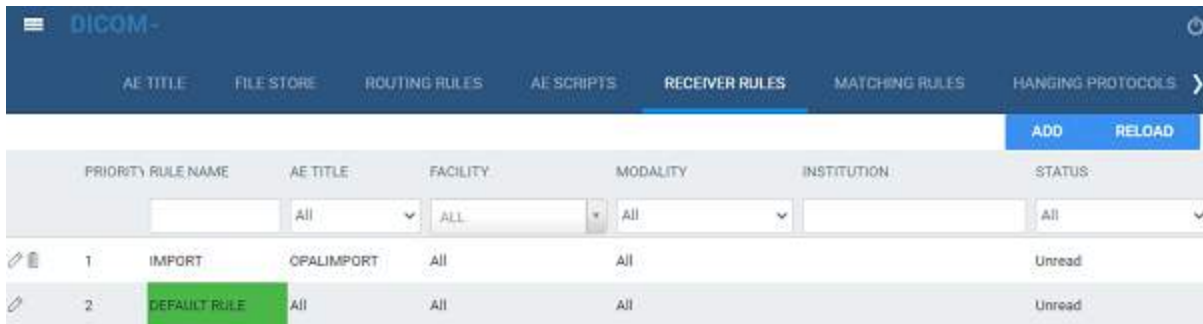 DICOM-
AE TITLE FILE STORE ROUTING RULES AE SCRIPTS RECEIVER RULES MATCHING RULES HANGING PROTOCOLS
ADD RELOAD
PRIORITY RULE NAME AE TITLE FACILITY MODALITY INSTITUTION STATUS
All ALL All All
1 IMPORT OPALIMPORT All All Unread
2 DEFAULT RULE All All All Unread